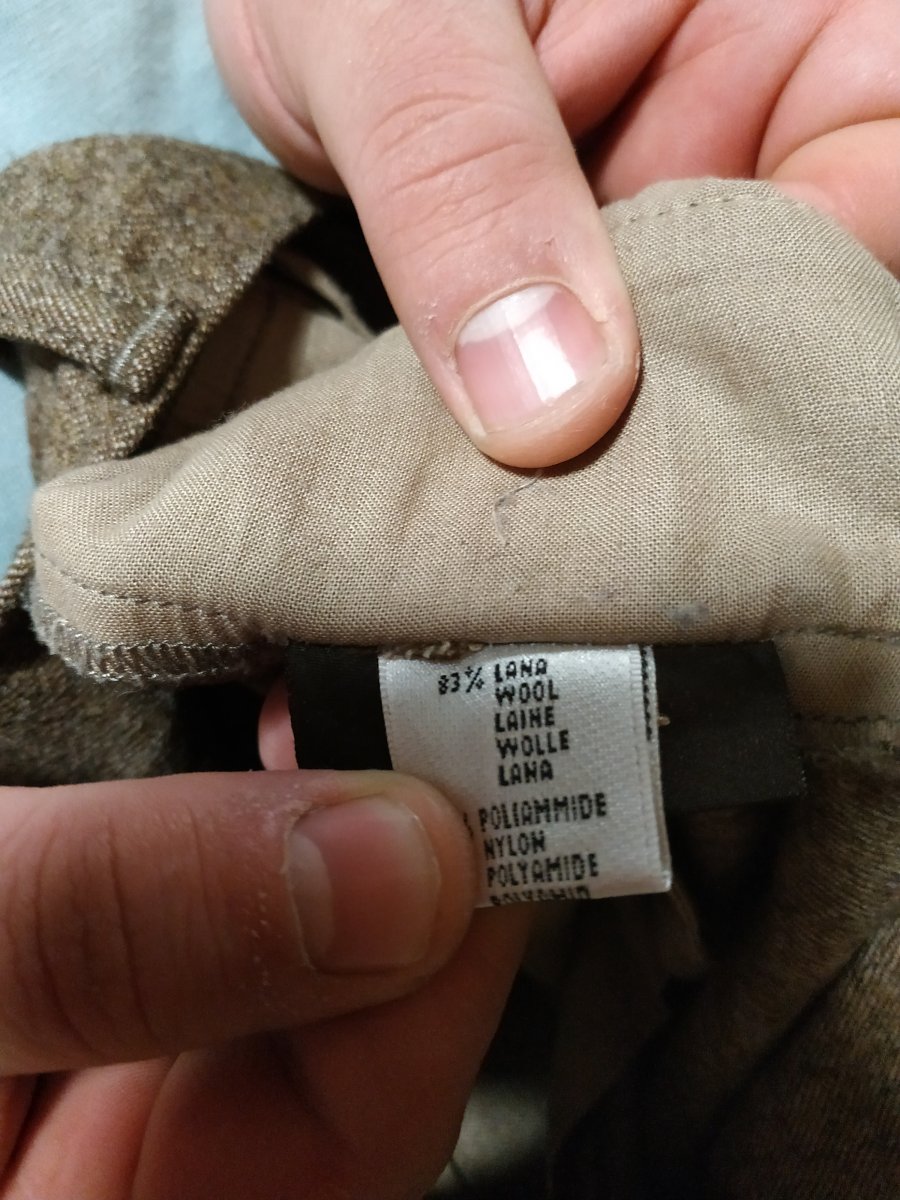 83% LANA
WOOL
LAINE
WOLLE
LANA
POLIAMMIDE
NYLON
POLYAMIDE